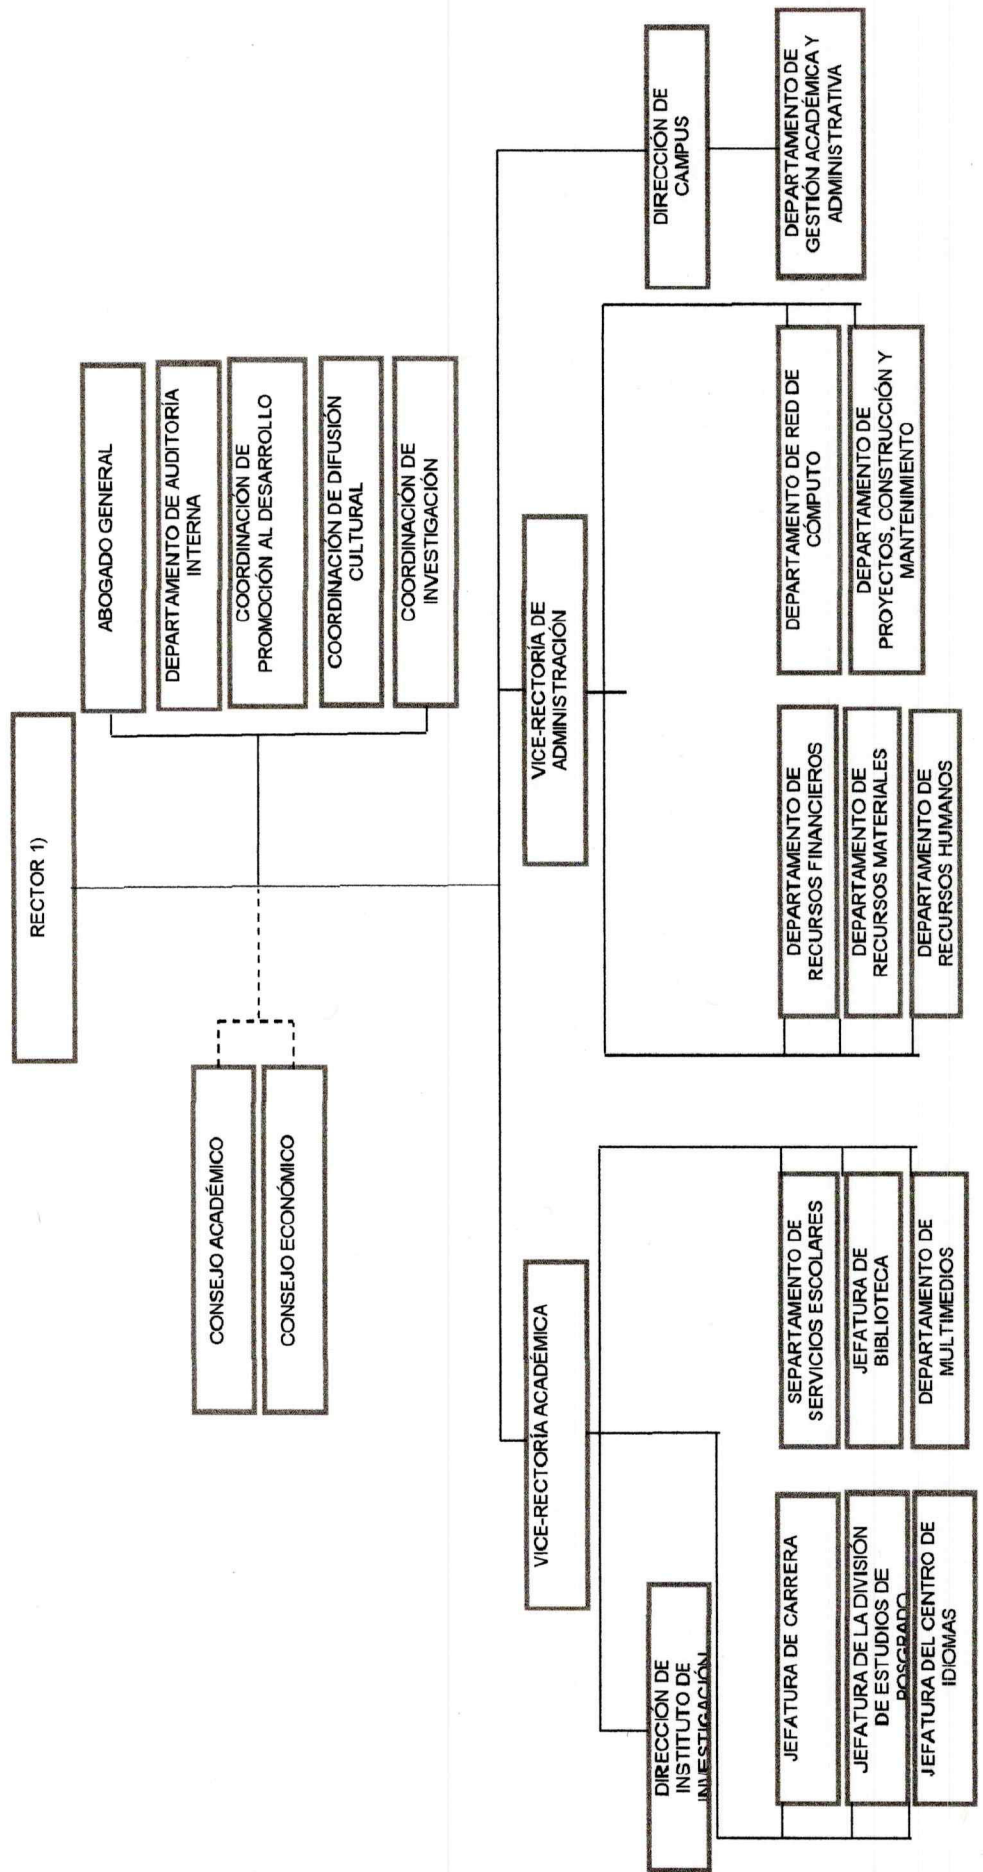 RECTOR 1)
CONSEJO ACADÉMICO
CONSEJO ECONÓMICO
ABOGADO GENERAL
DEPARTAMENTO DE AUDITORÍA
INTERNA
COORDINACIÓN DE
PROMOCIÓN AL DESARROLLO
COORDINACIÓN DE DIFUSIÓN
CULTURAL
COORDINACIÓN DE
INVESTIGACIÓN
VICE-RECTORÍA ACADÉMICA
VICE-RECTORÍA DE
ADMINISTRACIÓN
DIRECCIÓN DE
INSTITUTO DE
INVESTIGACIÓN
DIRECCIÓN DE
CAMPUS
JEFATURA DE CARRERA
JEFATURA DE LA DIVISIÓN
DE ESTUDIOS DE
POSGRADO
JEFATURA DEL CENTRO DE
IDIOMAS
SEPARTAMENTO DE
SERVICIOS ESCOLARES
JEFATURA DE
BIBLIOTECA
DEPARTAMENTO DE
MULTIMEDIOS
DEPARTAMENTO DE
RECURSOS FINANCIEROS
DEPARTAMENTO DE
RECURSOS MATERIALES
DEPARTAMENTO DE
RECURSOS HUMANOS
DEPARTAMENTO DE RED DE
CÓMPUTO
DEPARTAMENTO DE
PROYECTOS, CONSTRUCCIÓN Y
MANTENIMIENTO
DEPARTAMENTO DE
GESTIÓN ACADÉMICA Y
ADMINISTRATIVA